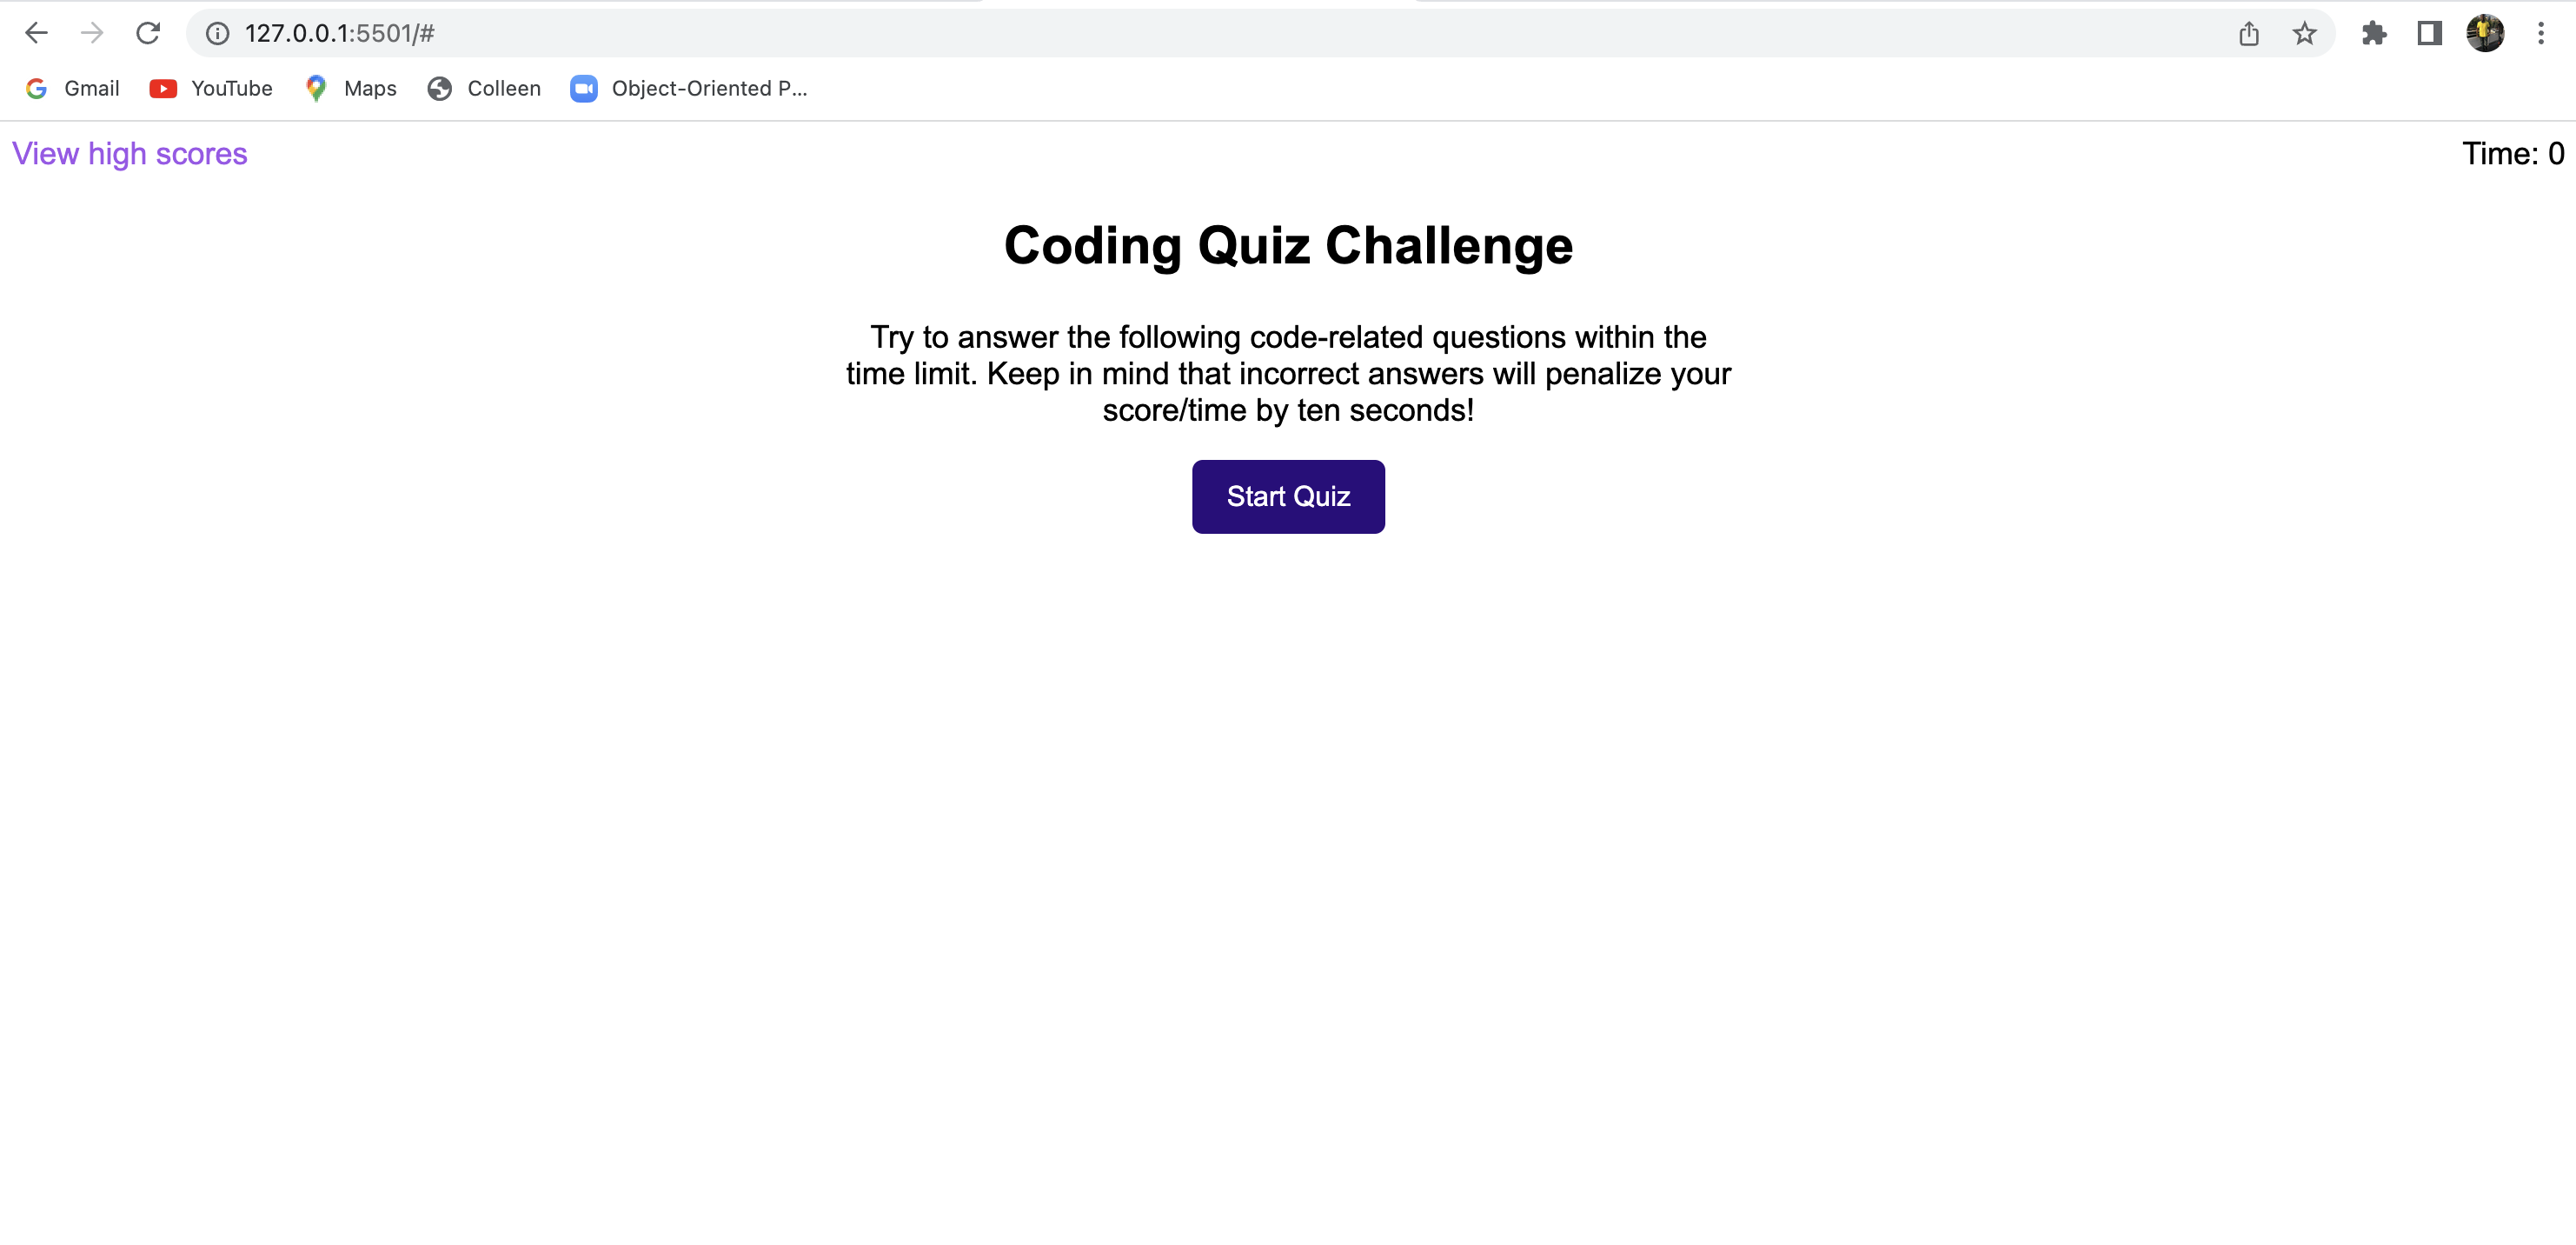 127.0.0.1:5501/#
Gmail YouTube Maps Colleen Object-Oriented P...
View high scores Time: 0
Coding Quiz Challenge
Try to answer the following code-related questions within the
time limit. Keep in mind that incorrect answers will penalize your
score/time by ten seconds!
Start Quiz